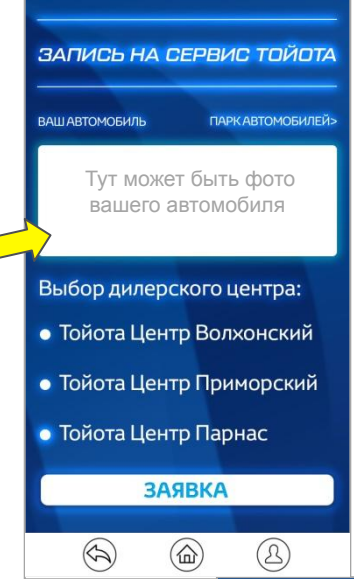 ЗАПИСЬ НА СЕРВИС ТОЙОТА
ВАШ АВТОМОБИЛЬ ПАРК АВТОМОБИЛЕЙ>
Тут может быть фото
вашего автомобиля
Выбор дилерского центра:
Тойота Центр Волхонский
Тойота Центр Приморский
Тойота Центр Парнас
ЗАЯВКА